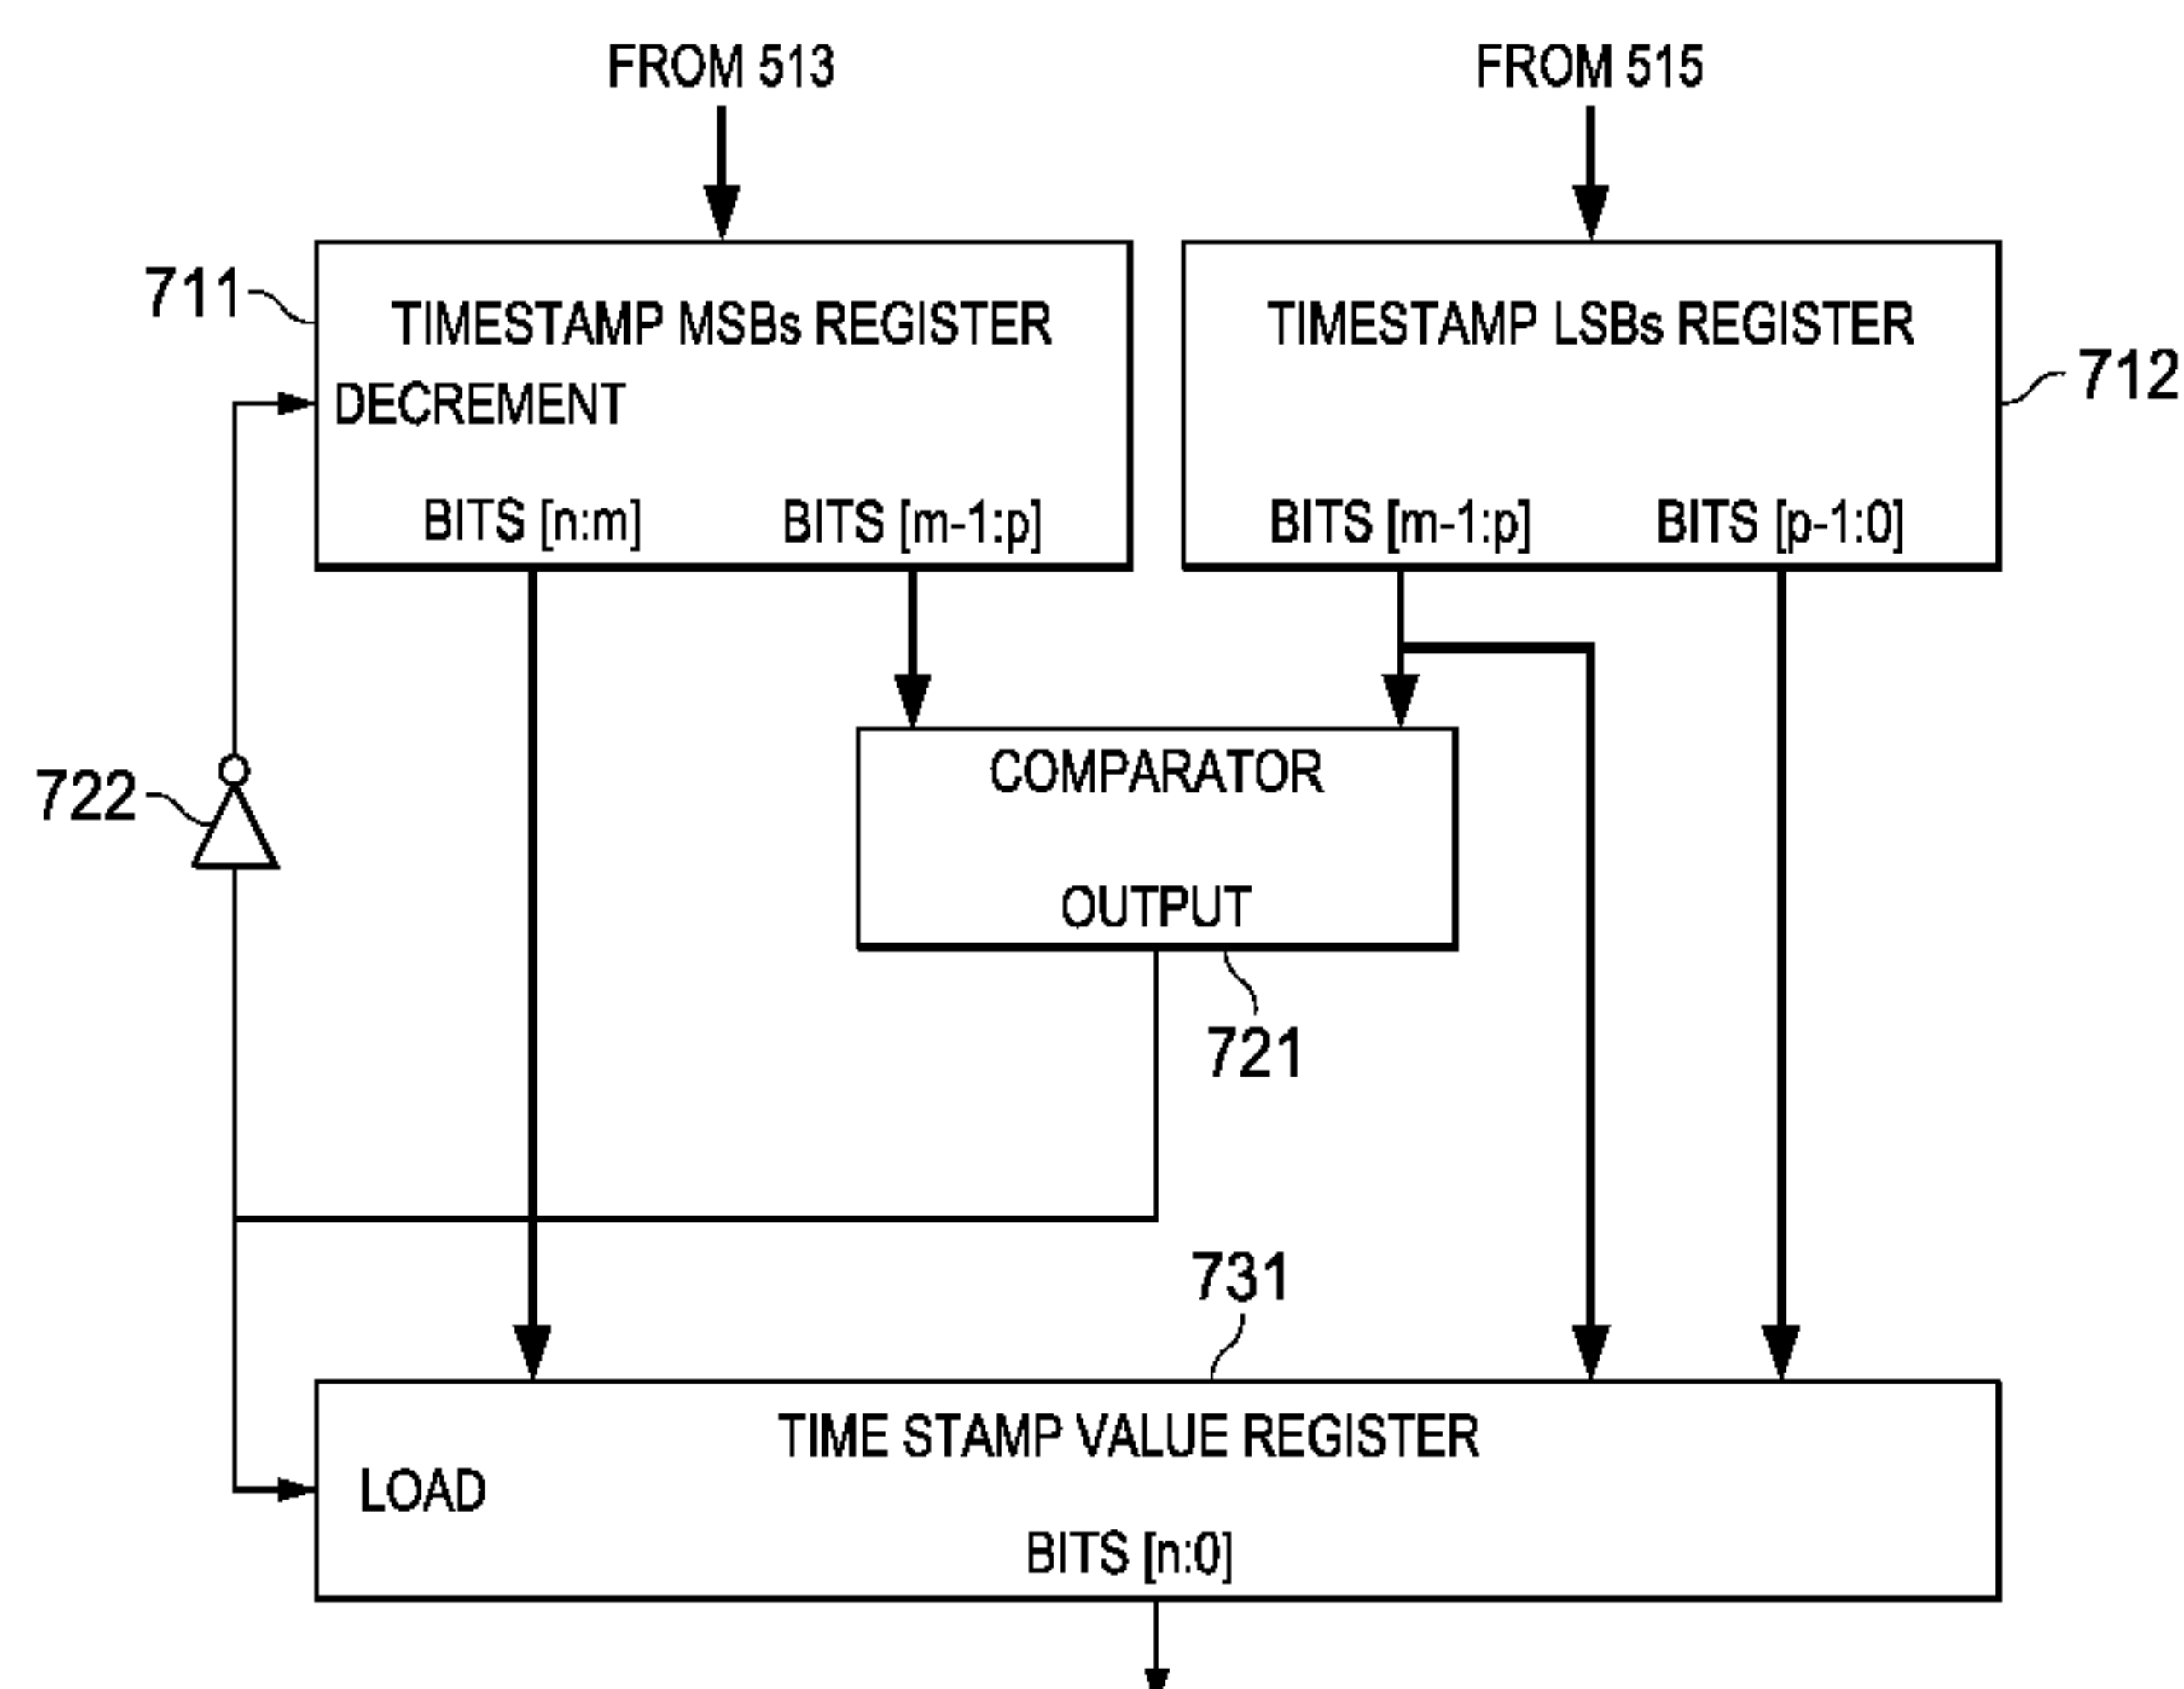 FROM 513
FROM 515
711
TIMESTAMP MSBs REGISTER
DECREMENT
BITS [n:m]
BITS [m-1:p]
TIMESTAMP LSBs REGISTER
BITS [m-1:p]
BITS [p-1:0]
712
722
COMPARATOR
OUTPUT
721
731
TIME STAMP VALUE REGISTER
LOAD
BITS [n:0]